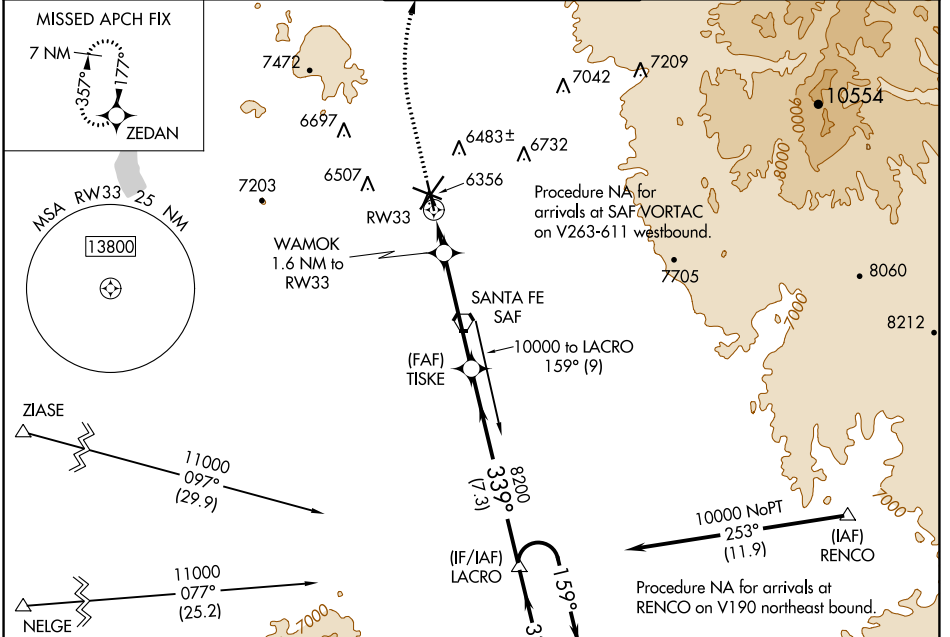 MISSED APCH FIX
7 NM
357°
177°
ZEDAN
MSA RW33 25 NM
13800
7472
6697
6507
7203
6483±
6732
7042
7209
10554
9000
8000
6356
RW33
Procedure NA for
arrivals at SAF VORTAC
on V263-611 westbound.
WAMOK
1.6 NM to
RW33
7705
8060
8212
7000
SANTA FE
SAF
10000 to LACRO
159° (9)
(FAF)
TISKE
ZIASE
11000
097°
(29.9)
8200
339°
(7.3)
7000
10000 NoPT
253°
(11.9)
(IAF)
RENCO
(IF/IAF)
LACRO
159°
11000
077°
(25.2)
NELGE
7000
Procedure NA for arrivals at
RENCO on V190 northeast bound.